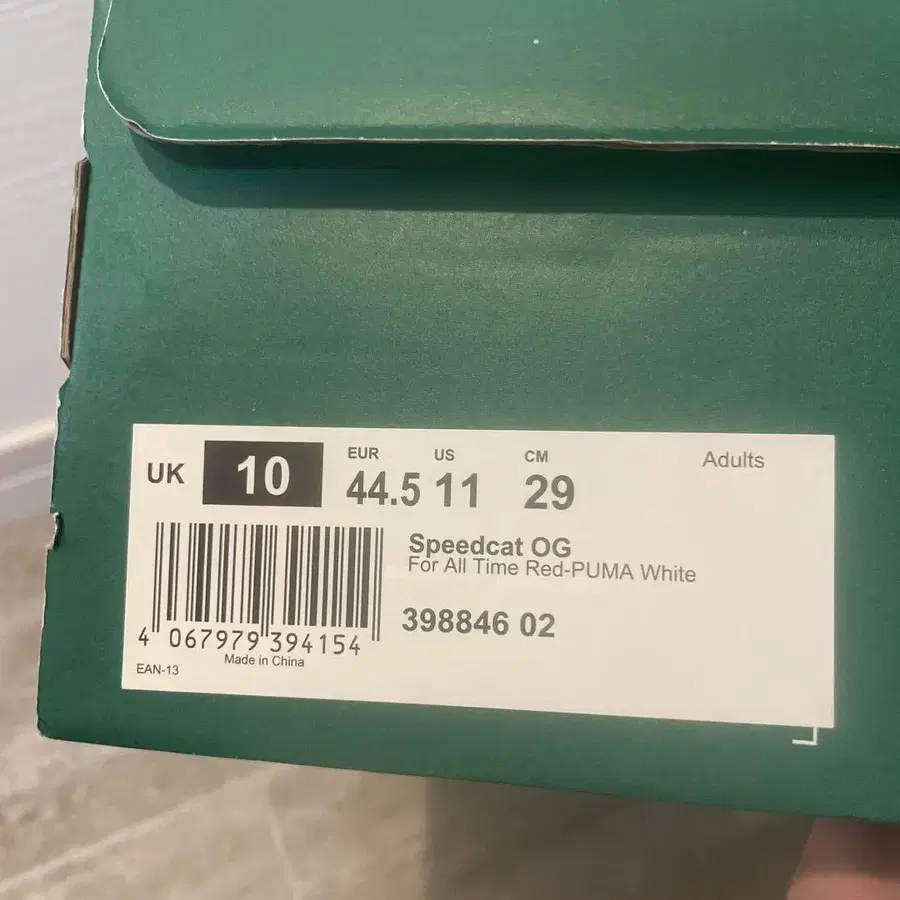 EUR US CM Adults
UK 10 44.5 11 29
Speedcat OG
For All Time Red-PUMA White
398846 02
4 067979 394154
Made in China
EAN-13